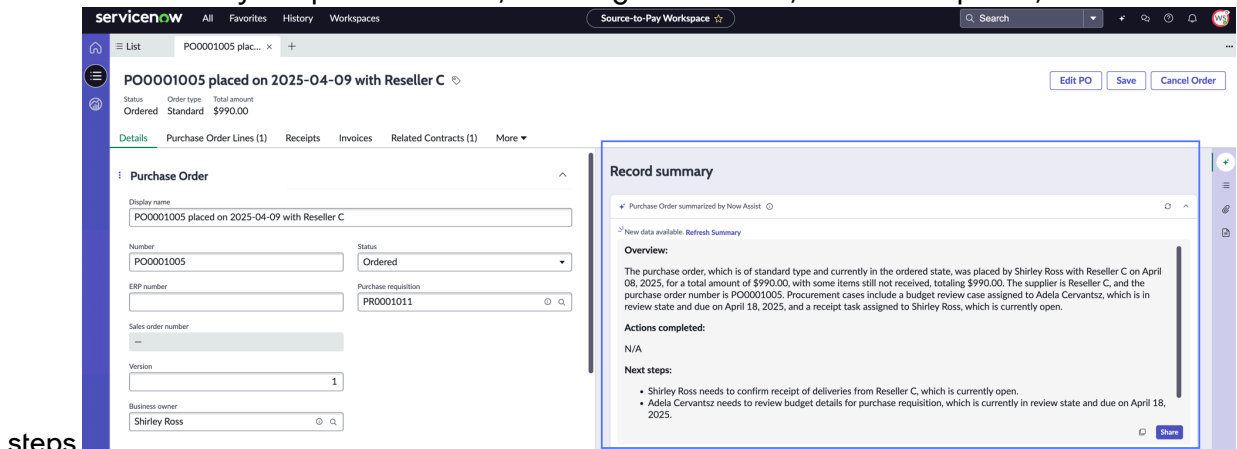 servicenow All Favorites History Workspaces Source-to-Pay Workspace Search
List PO0001005 plac... × +
PO0001005 placed on 2025-04-09 with Reseller C
Edit PO Save Cancel Order
Status Order type Total amount
Ordered Standard $990.00
Details Purchase Order Lines (1) Receipts Invoices Related Contracts (1) More
Purchase Order
Display name
PO0001005 placed on 2025-04-09 with Reseller C
Number Status
PO0001005 Ordered
ERP number Purchase requisition
PR0001011
Sales order number
—
Version
1
Business owner
Shirley Ross
Record summary
Purchase Order summarized by Now Assist
New data available. Refresh Summary
Overview:
The purchase order, which is of standard type and currently in the ordered state, was placed by Shirley Ross with Reseller C on April
08, 2025, for a total amount of $990.00, with some items still not received, totaling $990.00. The supplier is Reseller C, and the
purchase order number is PO0001005. Procurement cases include a budget review case assigned to Adela Cervantsz, which is in
review state and due on April 18, 2025, and a receipt task assigned to Shirley Ross, which is currently open.
Actions completed:
N/A
Next steps:
• Shirley Ross needs to confirm receipt of deliveries from Reseller C, which is currently open.
• Adela Cervantsz needs to review budget details for purchase requisition, which is currently in review state and due on April 18,
2025.
Share
steps